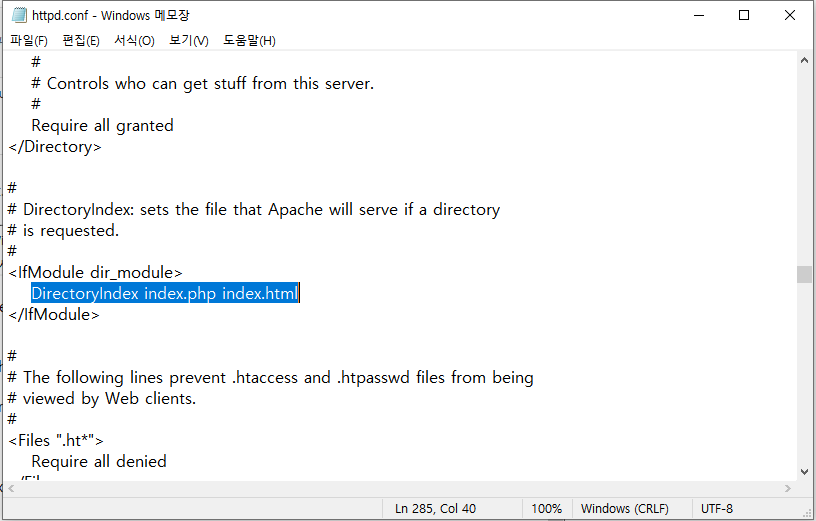 httpd.conf - Windows 메모장
파일(F) 편집(E) 서식(O) 보기(V) 도움말(H)
#
# Controls who can get stuff from this server.
#
Require all granted
</Directory>
#
# DirectoryIndex: sets the file that Apache will serve if a directory
# is requested.
#
<IfModule dir_module>
DirectoryIndex index.php index.html
</IfModule>
#
# The following lines prevent .htaccess and .htpasswd files from being
# viewed by Web clients.
#
<Files ".ht*">
Require all denied
Ln 285, Col 40 100% Windows (CRLF) UTF-8